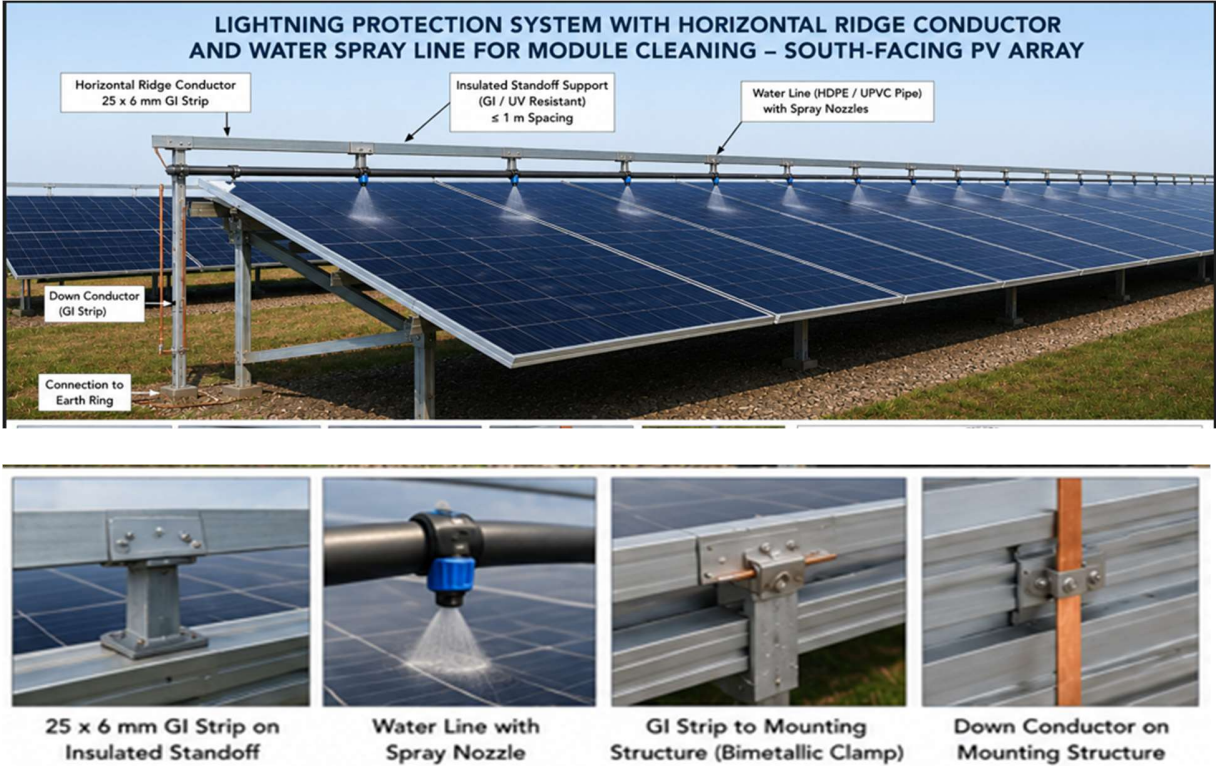 LIGHTNING PROTECTION SYSTEM WITH HORIZONTAL RIDGE CONDUCTOR
AND WATER SPRAY LINE FOR MODULE CLEANING – SOUTH-FACING PV ARRAY
Horizontal Ridge Conductor
25 x 6 mm GI Strip
Insulated Standoff Support
(GI / UV Resistant)
≤ 1 m Spacing
Water Line (HDPE / UPVC Pipe)
with Spray Nozzles
Down Conductor
(GI Strip)
Connection to
Earth Ring
25 x 6 mm GI Strip on
Insulated Standoff
Water Line with
Spray Nozzle
GI Strip to Mounting
Structure (Bimetallic Clamp)
Down Conductor on
Mounting Structure